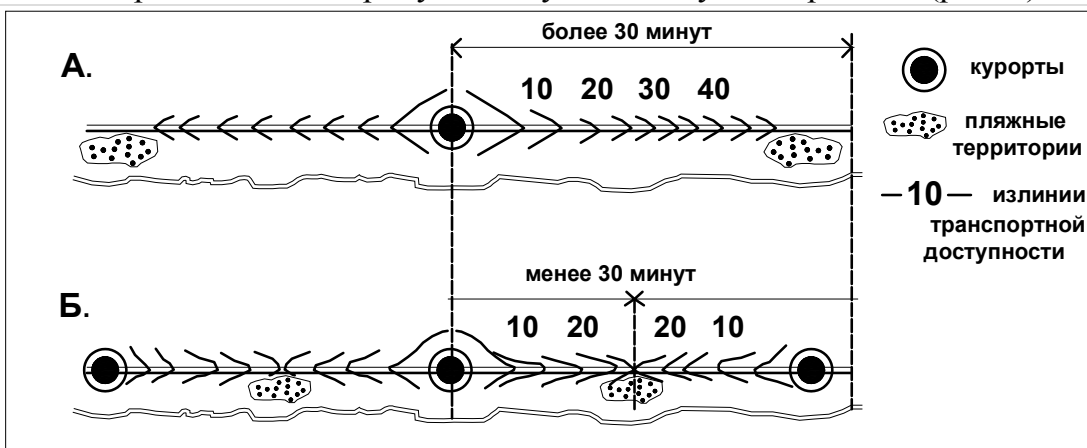 более 30 минут
А.
10 20 30 40
курорты
пляжные
территории
–10– излинии
транспортной
доступности
менее 30 минут
Б.
10 20 20 10